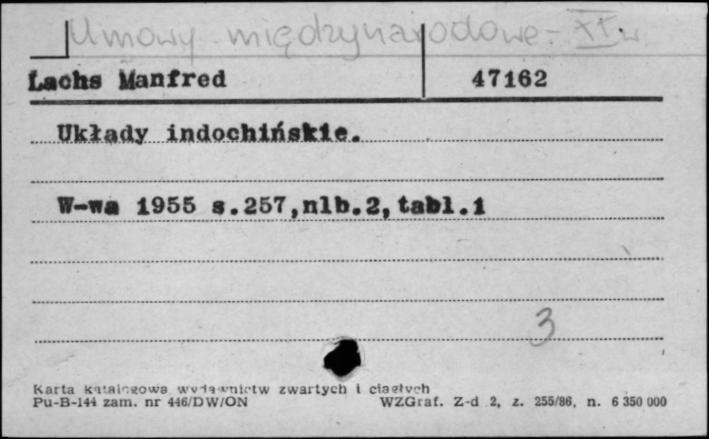 Umowy międzynarodowe - XX w
Lachs Manfred 47162
Układy indochińskie.
W-wa 1955 s.257,nlb.2,tabl.1
3
Karta katalogowa wydawnictw zwartych i ciągłych
Pu-B-144 zam. nr 446/DW/ON WZGraf. Z-d 2, z. 255/86, n. 6 350 000